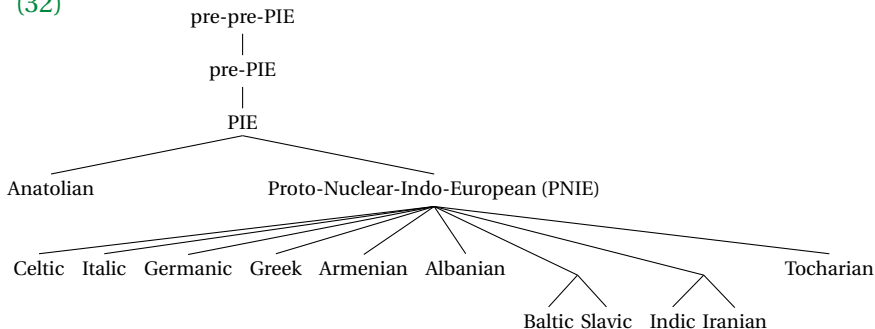 (32)
pre-pre-PIE
pre-PIE
PIE
Anatolian Proto-Nuclear-Indo-European (PNIE)
Celtic Italic Germanic Greek Armenian Albanian Tocharian
Baltic Slavic Indic Iranian